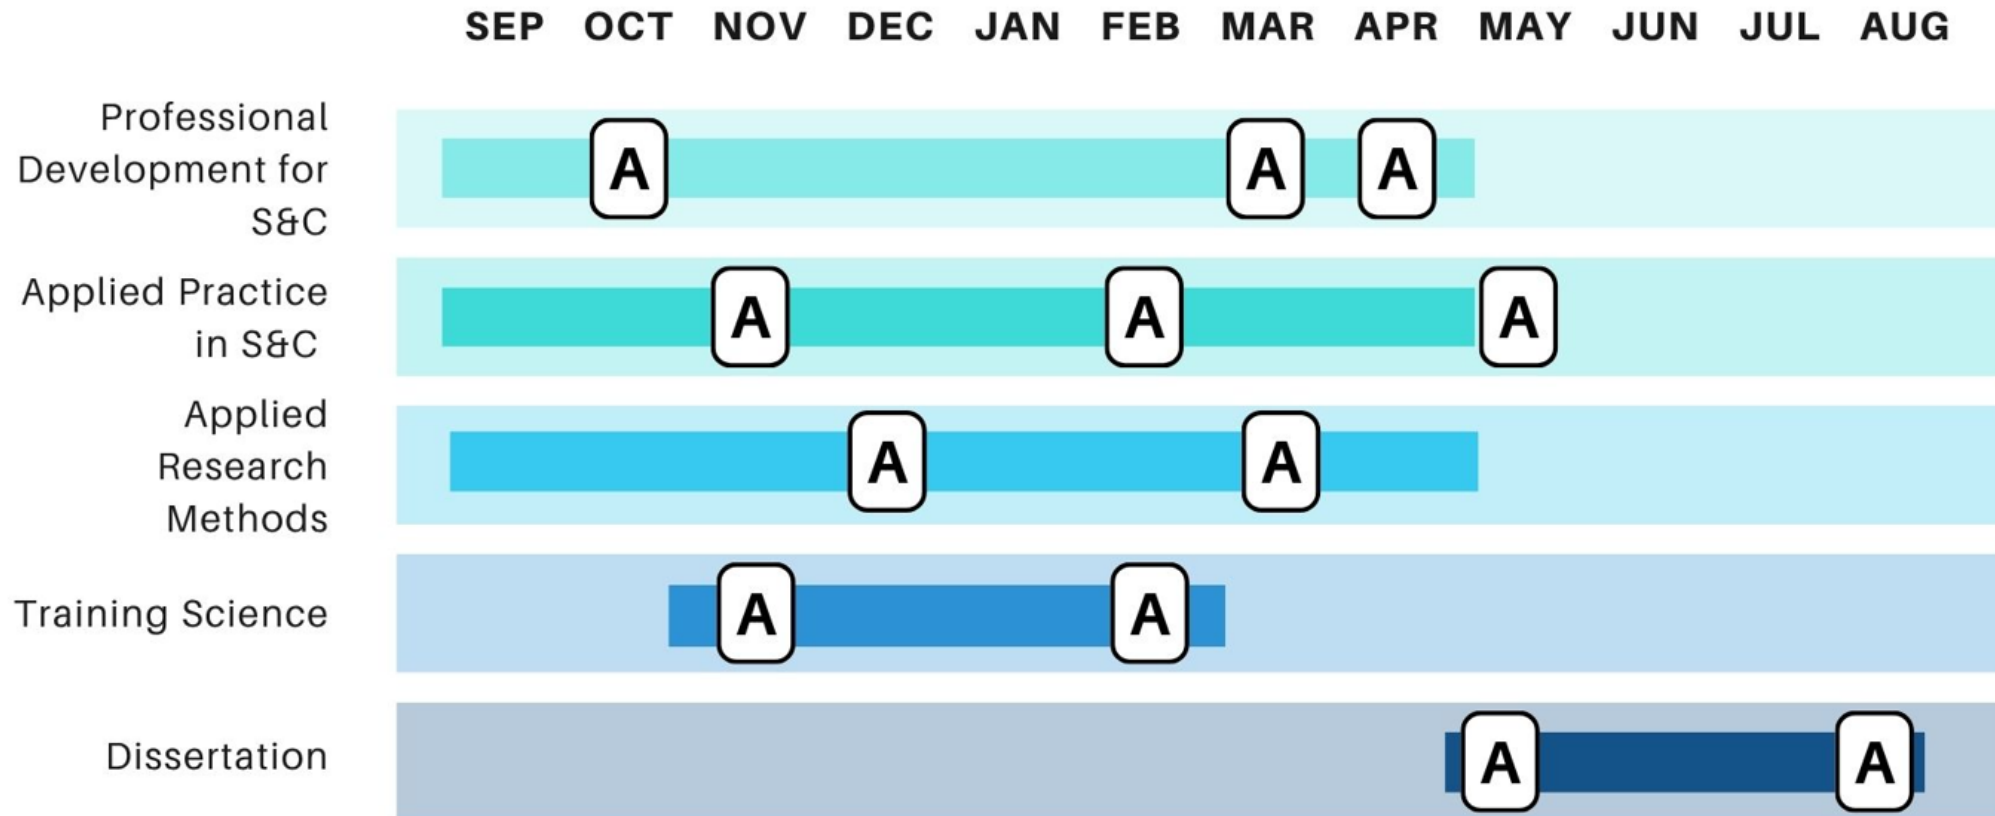 SEP OCT NOV DEC JAN FEB MAR APR MAY JUN JUL AUG
Professional
Development for
S&C
A A A
Applied Practice
in S&C
A A A
Applied
Research
Methods
A A
Training Science
A A
Dissertation
A A